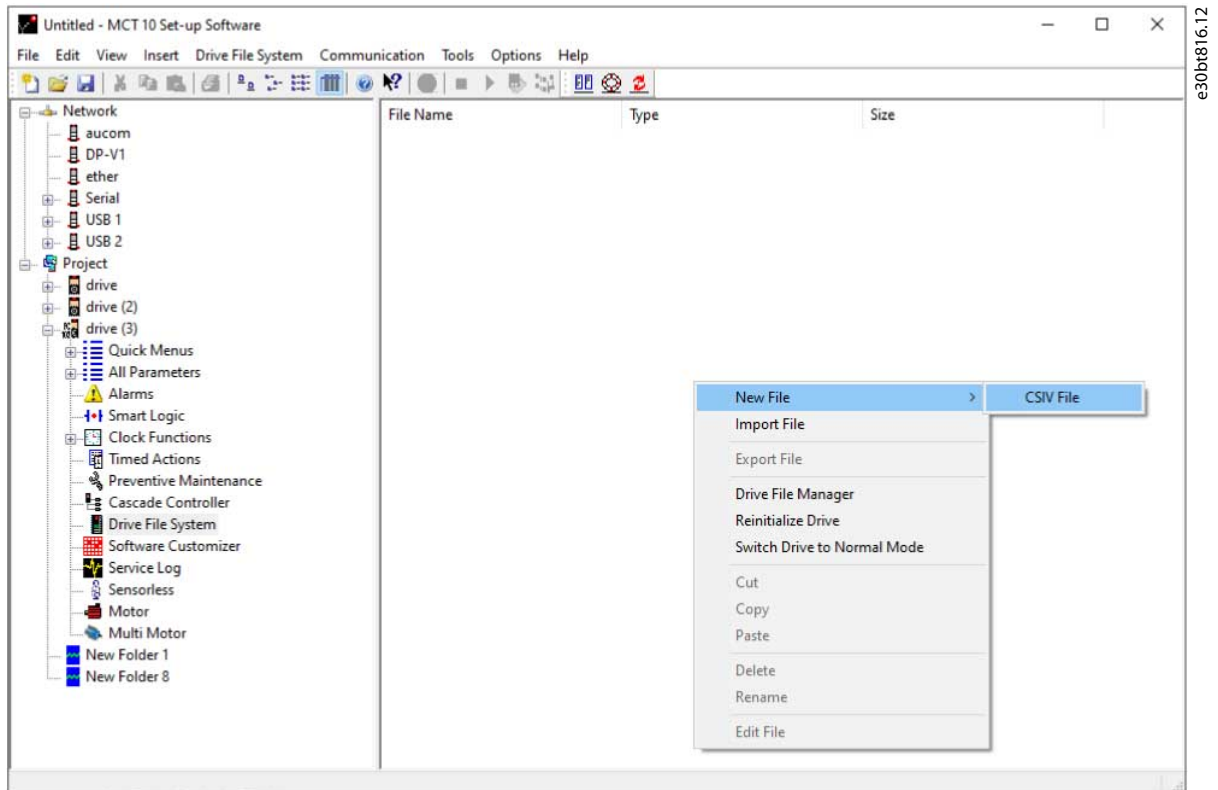 Untitled - MCT 10 Set-up Software
File Edit View Insert Drive File System Communication Tools Options Help
Network
aucom
DP-V1
ether
Serial
USB 1
USB 2
Project
drive
drive (2)
drive (3)
Quick Menus
All Parameters
Alarms
Smart Logic
Clock Functions
Timed Actions
Preventive Maintenance
Cascade Controller
Drive File System
Software Customizer
Service Log
Sensorless
Motor
Multi Motor
New Folder 1
New Folder 8
File Name Type Size
New File
CSIV File
Import File
Export File
Drive File Manager
Reinitialize Drive
Switch Drive to Normal Mode
Cut
Copy
Paste
Delete
Rename
Edit File
e30bt816.12